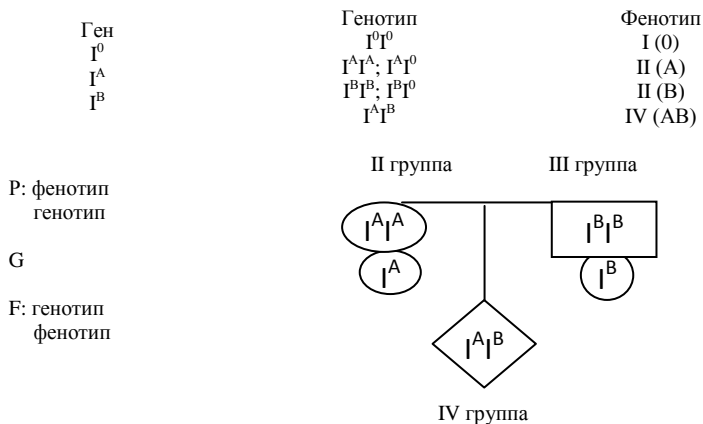 Ген Генотип Фенотип
I⁰ I⁰I⁰ I (0)
Iᴬ IᴬIᴬ; IᴬI⁰ II (A)
Iᴮ IᴮIᴮ; IᴮI⁰ II (B)
IᴬIᴮ IV (AB)
II группа III группа
P: фенотип
генотип IᴬIᴬ IᴮIᴮ
G Iᴬ Iᴮ
F: генотип IᴬIᴮ
фенотип
IV группа